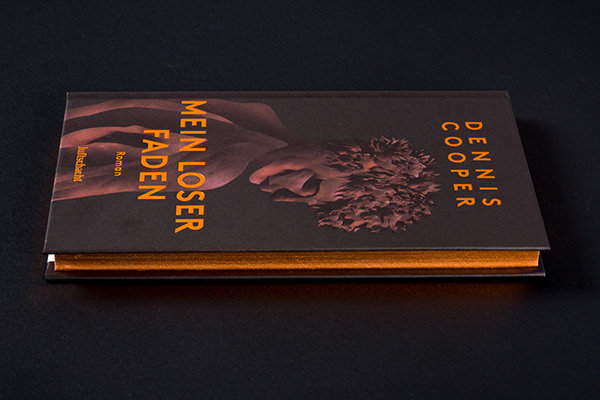 DENNIS
COOPER
MEIN LOSER
FADEN
Roman
luftschacht